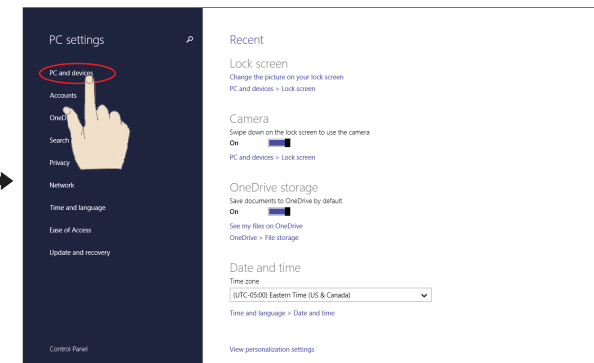 PC settings
PC and devices
Accounts
OneD
Search
Privacy
Network
Time and language
Ease of Access
Update and recovery
Control Panel
Recent
Lock screen
Change the picture on your lock screen
PC and devices > Lock screen
Camera
Swipe down on the lock screen to use the camera
On
PC and devices > Lock screen
OneDrive storage
Save documents to OneDrive by default
On
See my files on OneDrive
OneDrive > File storage
Date and time
Time zone
(UTC-05:00) Eastern Time (US & Canada)
Time and language > Date and time
View personalization settings